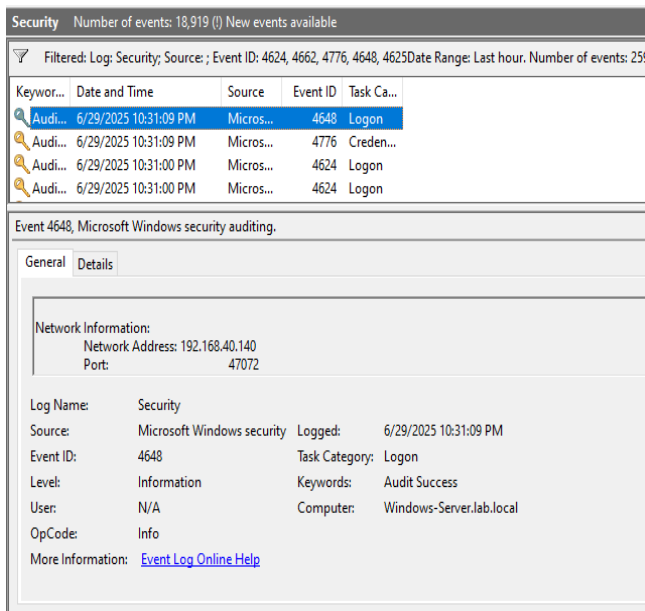 Security Number of events: 18,919 (!) New events available
Filtered: Log: Security; Source: ; Event ID: 4624, 4662, 4776, 4648, 4625Date Range: Last hour. Number of events: 259
Keywor... Date and Time Source Event ID Task Ca...
Audi... 6/29/2025 10:31:09 PM Micros... 4648 Logon
Audi... 6/29/2025 10:31:09 PM Micros... 4776 Creden...
Audi... 6/29/2025 10:31:00 PM Micros... 4624 Logon
Audi... 6/29/2025 10:31:00 PM Micros... 4624 Logon
Event 4648, Microsoft Windows security auditing.
General Details
Network Information:
Network Address: 192.168.40.140
Port: 47072
Log Name: Security
Source: Microsoft Windows security Logged: 6/29/2025 10:31:09 PM
Event ID: 4648 Task Category: Logon
Level: Information Keywords: Audit Success
User: N/A Computer: Windows-Server.lab.local
OpCode: Info
More Information: Event Log Online Help